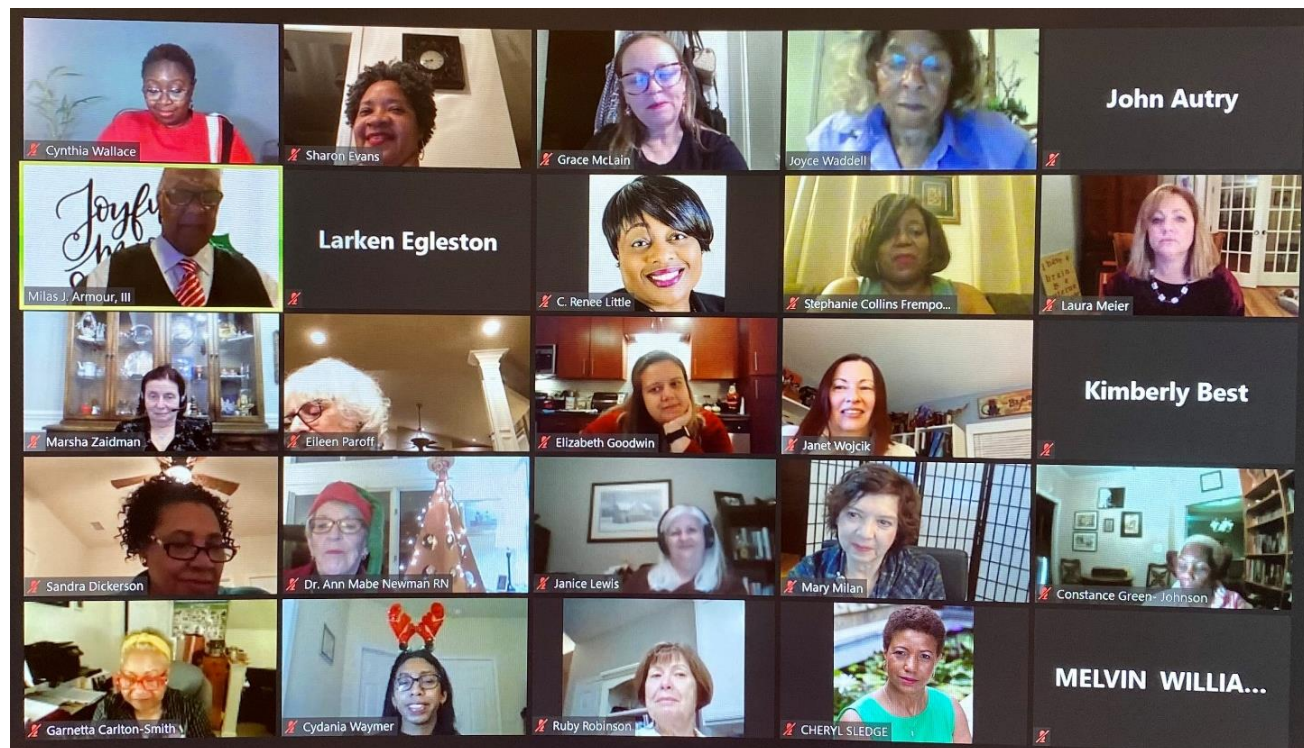 Cynthia Wallace
Sharon Evans
Grace McLain
Joyce Waddell
John Autry
Joyfu
Milas J. Armour, III
Larken Egleston
C. Renee Little
Stephanie Collins Frempo...
I have a
brain
Laura Meier
Marsha Zaidman
Eileen Paroff
Elizabeth Goodwin
Janet Wojcik
Kimberly Best
Sandra Dickerson
Dr. Ann Mabe Newman RN
Janice Lewis
Mary Milan
Constance Green- Johnson
Garnetta Carlton-Smith
Cydania Waymer
Ruby Robinson
CHERYL SLEDGE
MELVIN WILLIA...